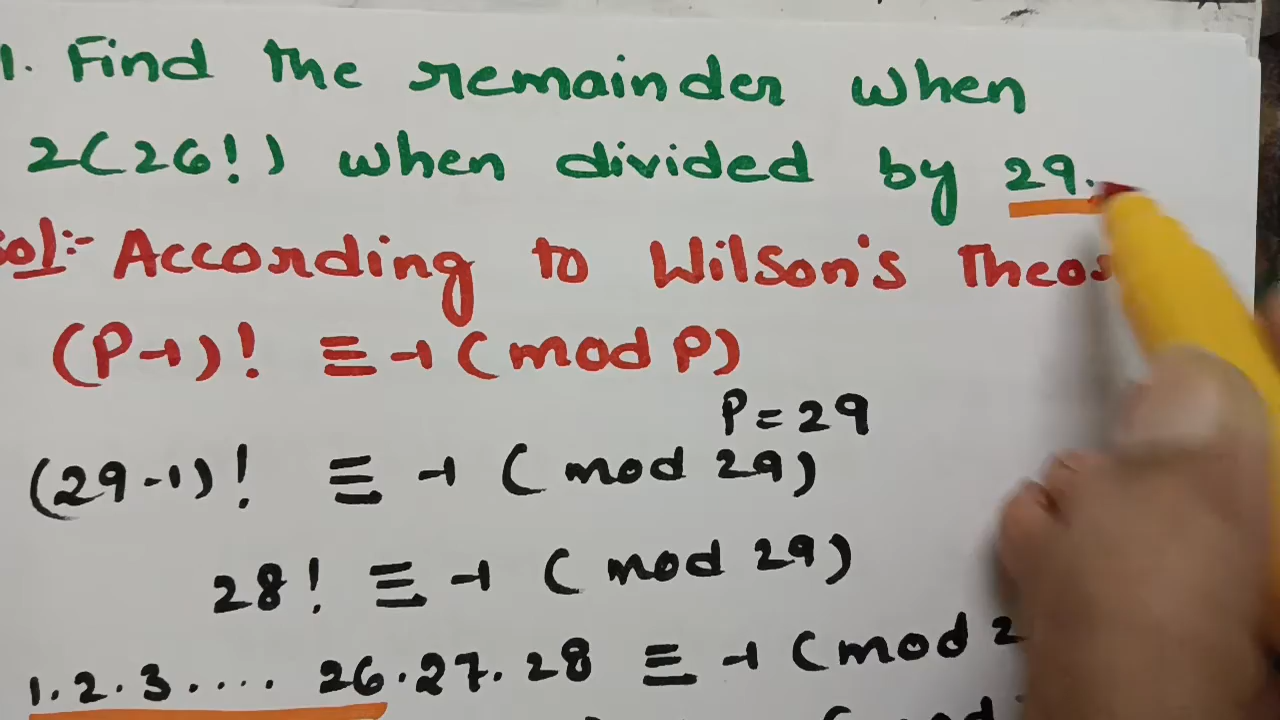 1. Find the remainder when
2(26!) when divided by 29.
Sol:- According to Wilson's
(P-1)! ≡ -1 (mod P)
P = 29
(29-1)! ≡ -1 (mod 29)
28! ≡ -1 (mod 29)
1.2.3.... 26.27.28 ≡ -1 (mod 2